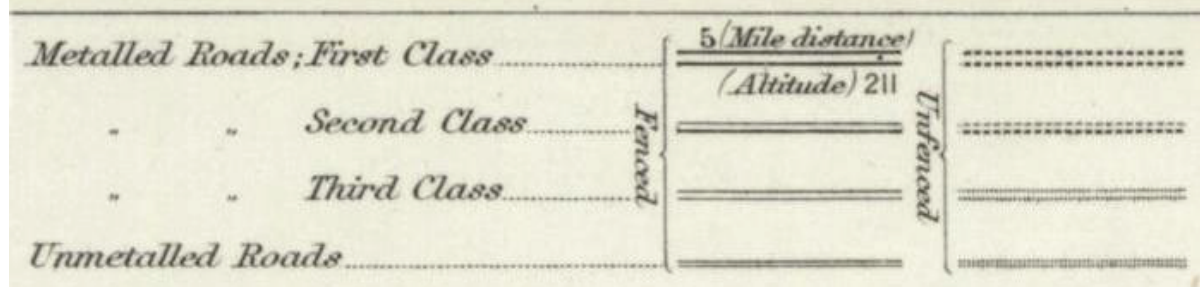 Metalled Roads; First Class 5 (Mile distance)
(Altitude) 211
„ „ Second Class
„ „ Third Class
Unmetalled Roads
Fenced
Unfenced